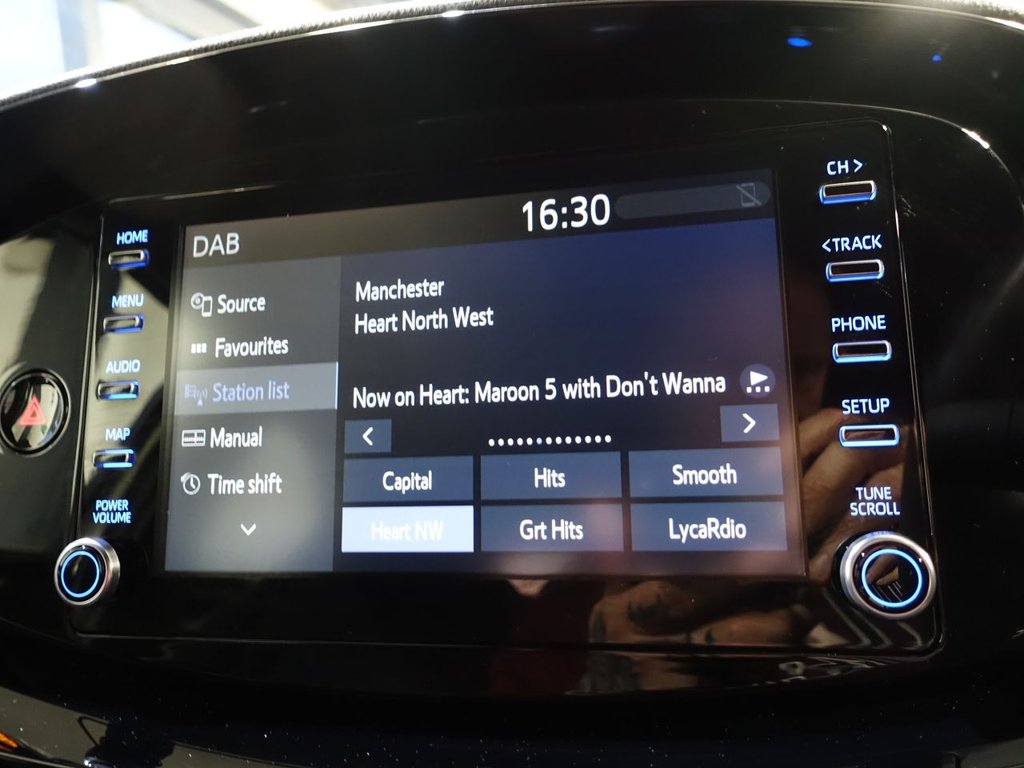 CH >
16:30
HOME
DAB
<TRACK
MENU
Source
Manchester
Favourites
Heart North West
PHONE
AUDIO
Station list
Now on Heart: Maroon 5 with Don't Wanna
SETUP
MAP
Manual
<
>
Capital
Hits
Smooth
Time shift
POWER
VOLUME
TUNE
SCROLL
Heart NW
Grt Hits
LycaRdio